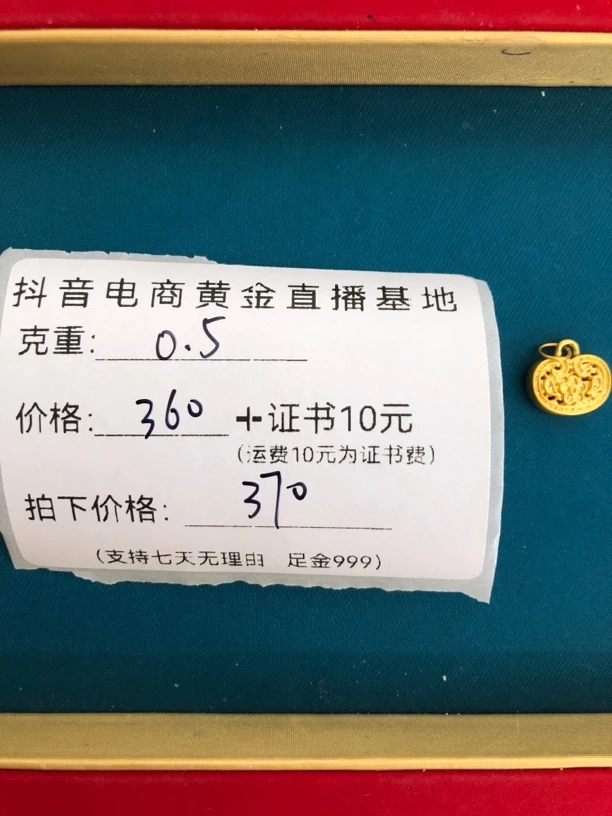 抖音电商黄金直播基地
克重: 0.5
价格: 360 +证书10元
(运费10元为证书费)
拍下价格: 370
(支持七天无理由 足金999)